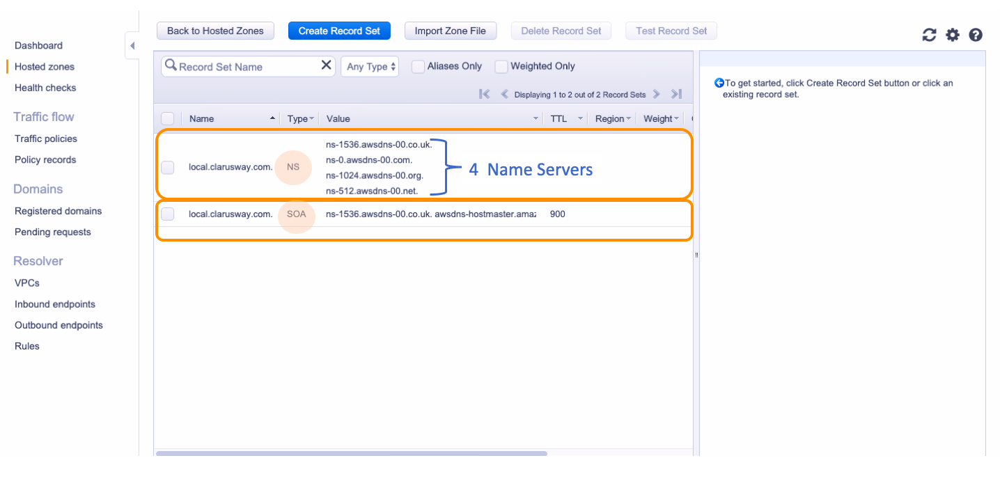 Back to Hosted Zones
Create Record Set
Import Zone File
Delete Record Set
Test Record Set
Dashboard
Hosted zones
Health checks
Traffic flow
Traffic policies
Policy records
Domains
Registered domains
Pending requests
Resolver
VPCs
Inbound endpoints
Outbound endpoints
Rules
Record Set Name
Any Type
Aliases Only
Weighted Only
Displaying 1 to 2 out of 2 Record Sets
Name Type Value TTL Region Weight
local.clarusway.com. NS
ns-1536.awsdns-00.co.uk.
ns-0.awsdns-00.com.
ns-1024.awsdns-00.org.
ns-512.awsdns-00.net.
4 Name Servers
local.clarusway.com. SOA ns-1536.awsdns-00.co.uk. awsdns-hostmaster.amaz 900
To get started, click Create Record Set button or click an
existing record set.